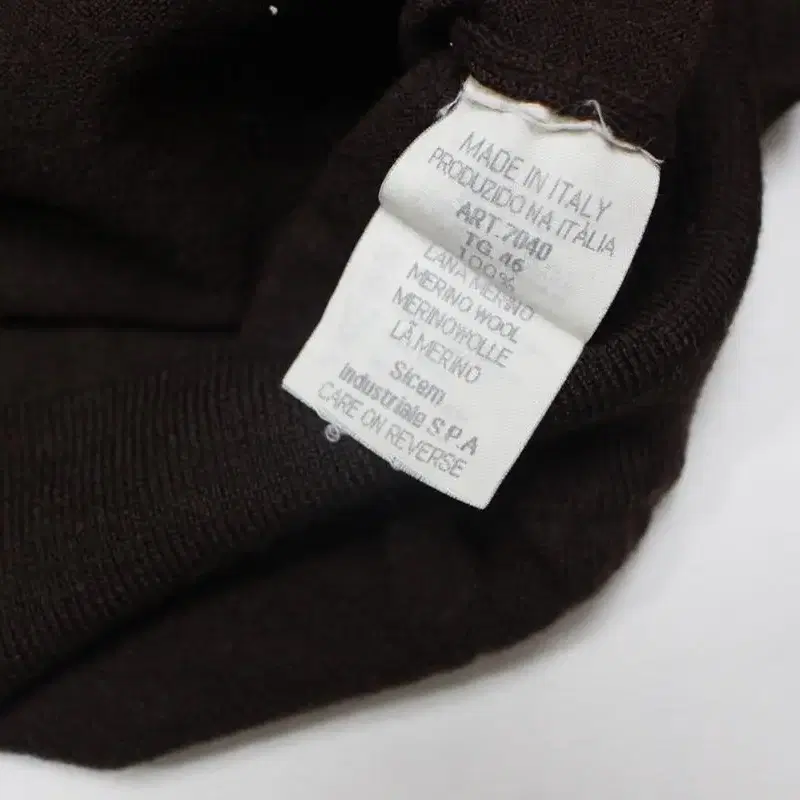 MADE IN ITALY
PRODUZIDO NA ITÀLIA
ART.7040
TG.46
100%
LANA MERINO
MERINO WOOL
MERINOWOLLE
LÃ MERINO
Sicem
Industriale S.P.A
CARE ON REVERSE